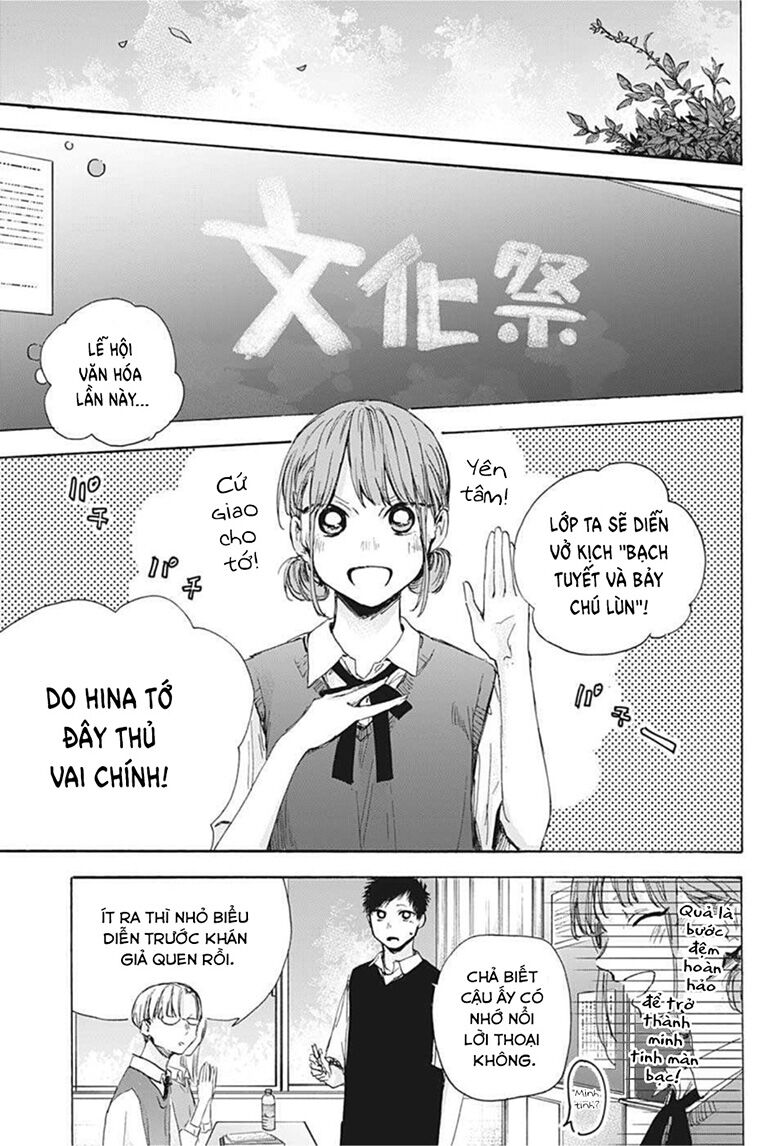 文化祭
LỄ HỘI
VĂN HÓA
LẦN NÀY...
LỚP TA SẼ DIỄN
VỞ KỊCH "BẠCH
TUYẾT VÀ BẢY
CHÚ LÙN"!
Yên
tâm!
Cứ
Giao
cho
tớ!
パチ
パチ
パチ
DO HINA TỚ
ĐÂY THỦ
VAI CHÍNH!
Quả là
bước
đệm
hoàn
hảo
để trở
thành
minh
tinh màn
bạc!
"Minh
tinh?"
CHẢ BIẾT
CẬU ẤY CÓ
NHỚ NỔI
LỜI THOẠI
KHÔNG.
ÍT RA THÌ NHỎ BIỂU
DIỄN TRƯỚC KHÁN
GIẢ QUEN RỒI.